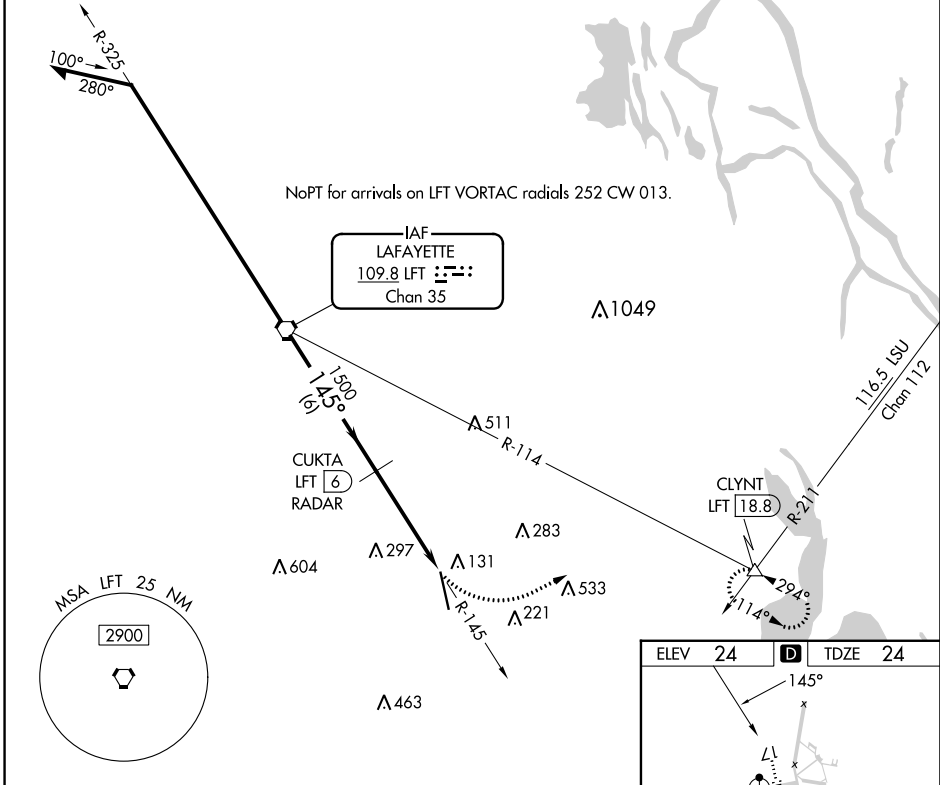 R-325
100°
280°
NoPT for arrivals on LFT VORTAC radials 252 CW 013.
IAF
LAFAYETTE
109.8 LFT
Chan 35
1049
116.5 LSU
Chan 112
1500
145°
(6)
511
R-114
CUKTA
LFT 6
RADAR
CLYNT
LFT 18.8
R-211
283
297
131
604
533
294°
114°
221
R-145
MSA LFT 25 NM
2900
463
ELEV 24 D TDZE 24
145°
x
x
17